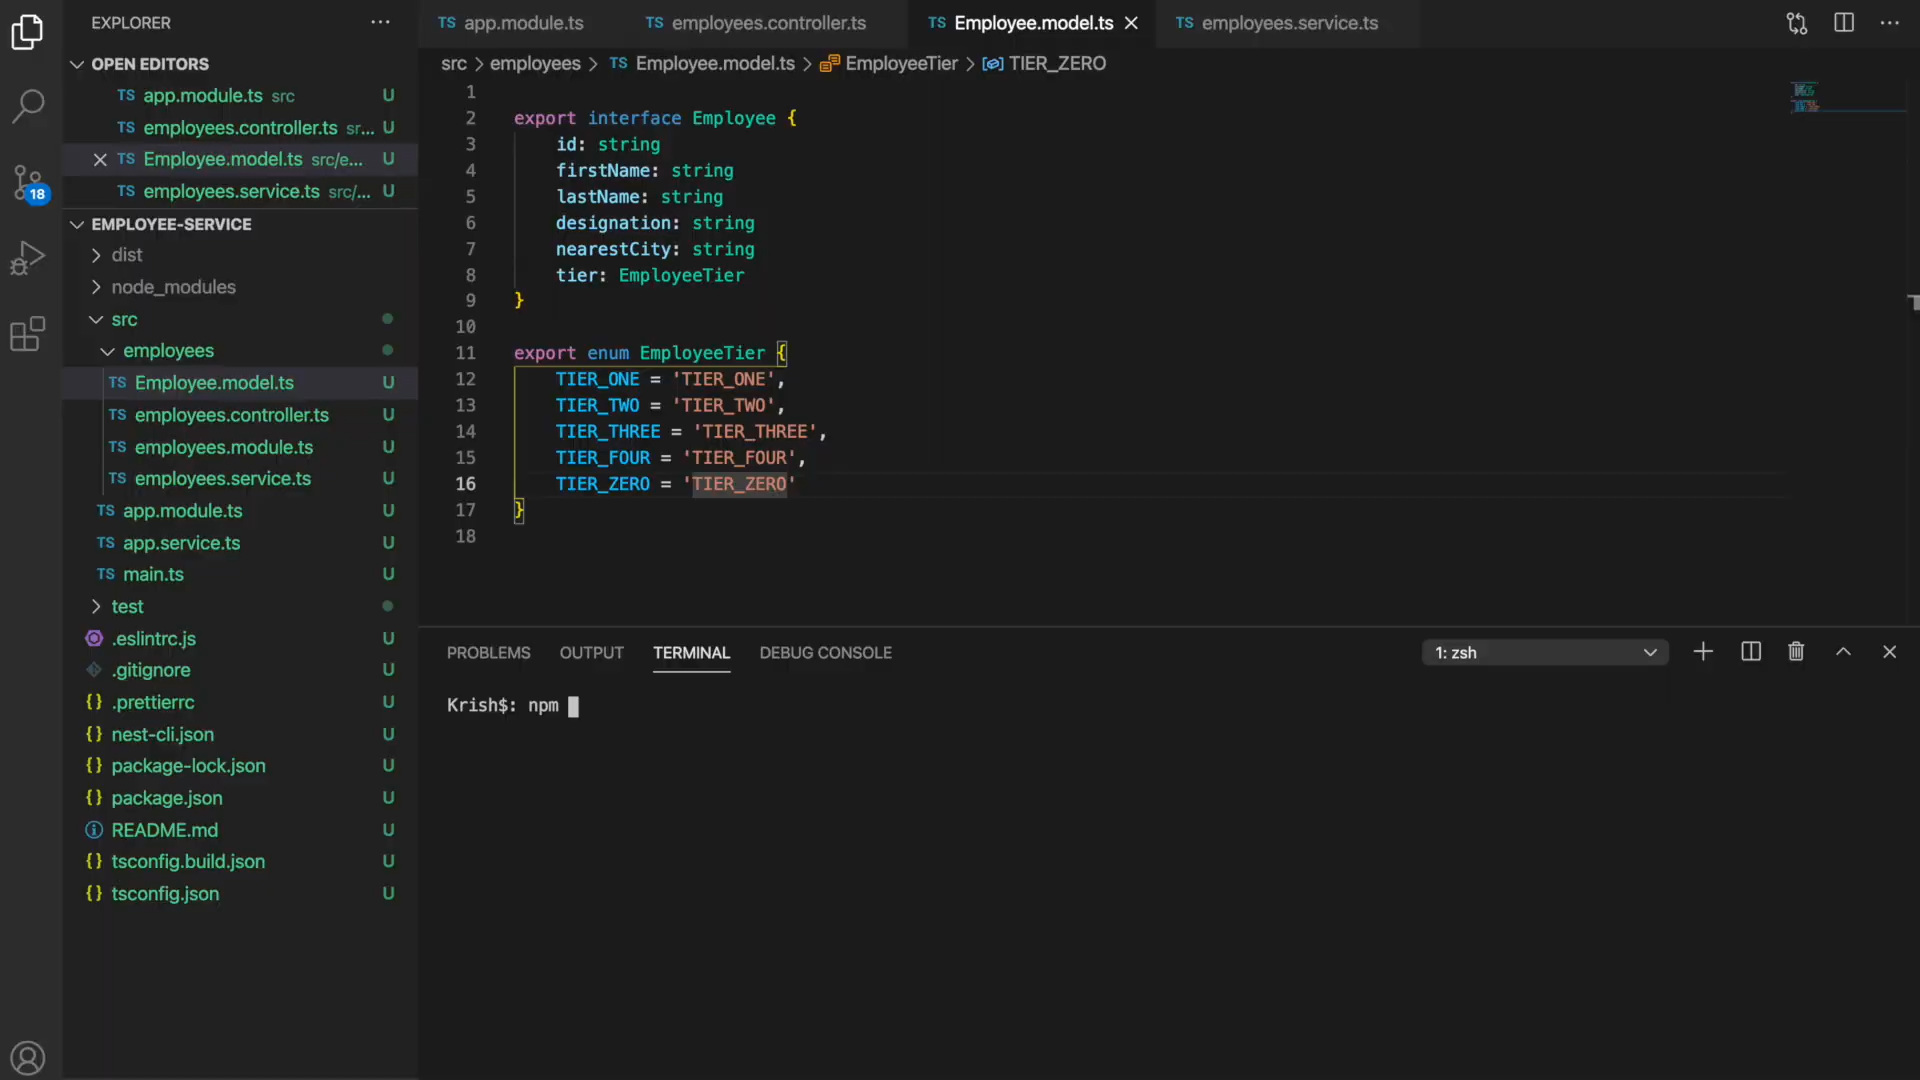 EXPLORER
OPEN EDITORS
TS app.module.ts src U
TS employees.controller.ts sr... U
TS Employee.model.ts src/e... U
TS employees.service.ts src/... U
18
EMPLOYEE-SERVICE
dist
node_modules
src
employees
TS Employee.model.ts U
TS employees.controller.ts U
TS employees.module.ts U
TS employees.service.ts U
TS app.module.ts U
TS app.service.ts U
TS main.ts U
test
.eslintrc.js U
.gitignore U
{} .prettierrc U
{} nest-cli.json U
{} package-lock.json U
{} package.json U
README.md U
{} tsconfig.build.json U
{} tsconfig.json U
TS app.module.ts TS employees.controller.ts TS Employee.model.ts TS employees.service.ts
src > employees > TS Employee.model.ts > EmployeeTier > TIER_ZERO
1
2 export interface Employee {
3 id: string
4 firstName: string
5 lastName: string
6 designation: string
7 nearestCity: string
8 tier: EmployeeTier
9 }
10
11 export enum EmployeeTier {
12 TIER_ONE = 'TIER_ONE',
13 TIER_TWO = 'TIER_TWO',
14 TIER_THREE = 'TIER_THREE',
15 TIER_FOUR = 'TIER_FOUR',
16 TIER_ZERO = 'TIER_ZERO'
17 }
18
PROBLEMS OUTPUT TERMINAL DEBUG CONSOLE 1: zsh
Krish$: npm